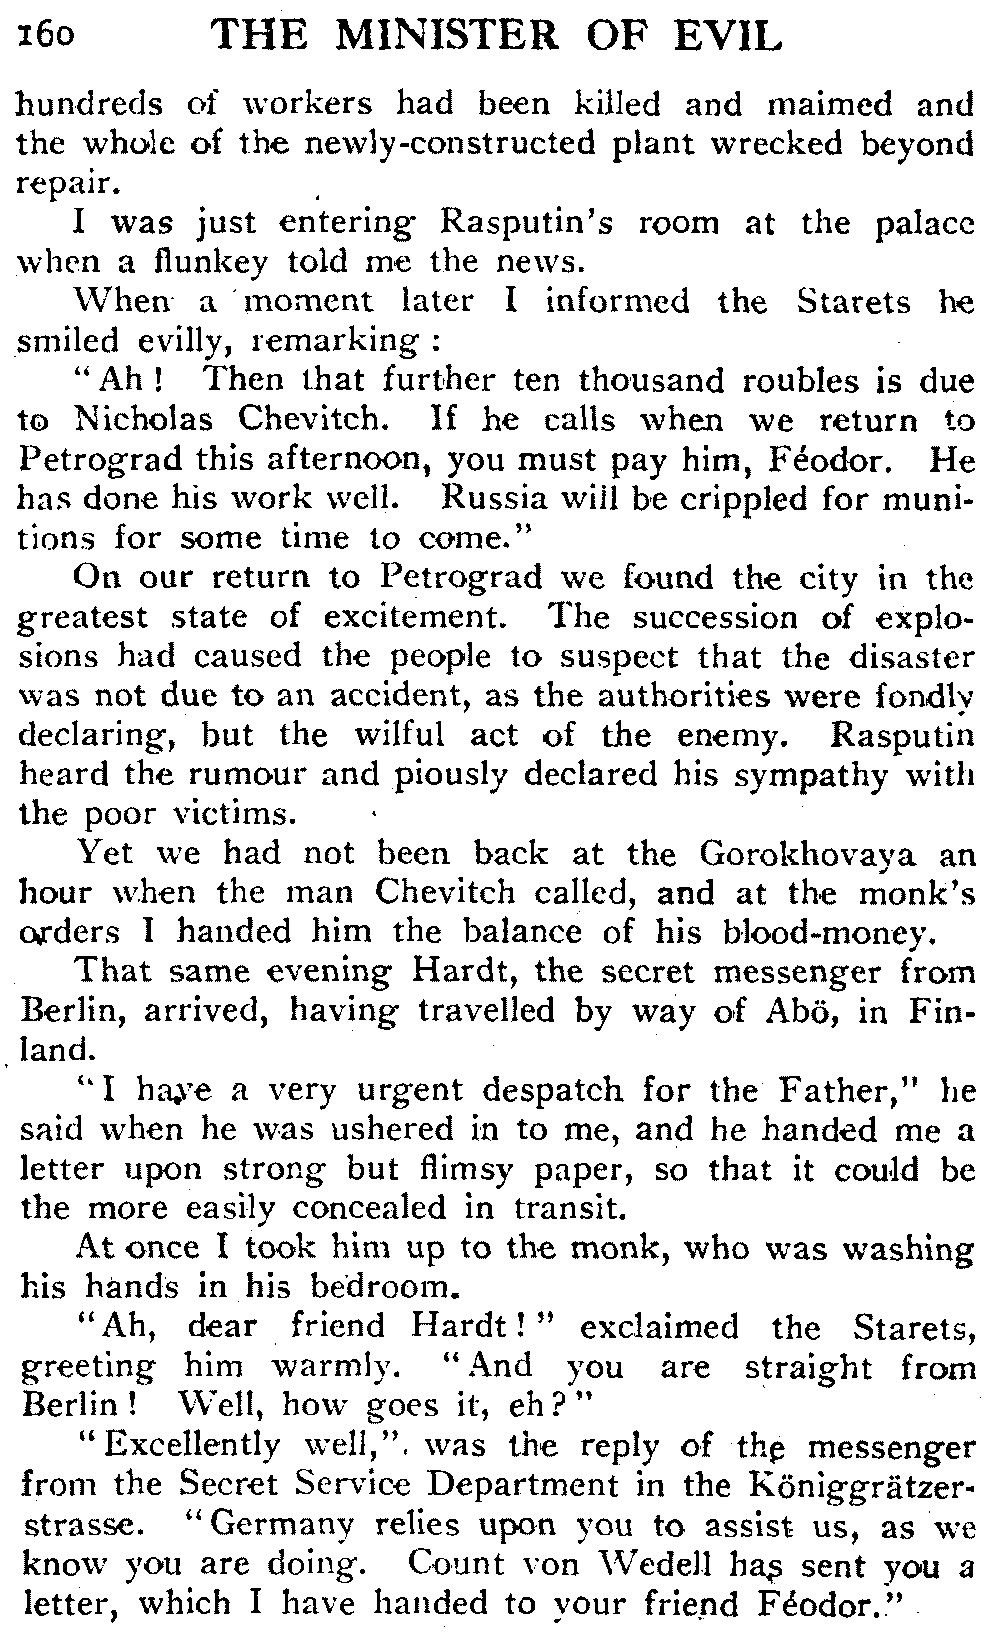 160 THE MINISTER OF EVIL
hundreds of workers had been killed and maimed and
the whole of the newly-constructed plant wrecked beyond
repair.
I was just entering Rasputin's room at the palace
when a flunkey told me the news.
When a moment later I informed the Starets he
smiled evilly, remarking :
"Ah ! Then that further ten thousand roubles is due
to Nicholas Chevitch. If he calls when we return to
Petrograd this afternoon, you must pay him, Féodor. He
has done his work well. Russia will be crippled for muni-
tions for some time to come."
On our return to Petrograd we found the city in the
greatest state of excitement. The succession of explo-
sions had caused the people to suspect that the disaster
was not due to an accident, as the authorities were fondly
declaring, but the wilful act of the enemy. Rasputin
heard the rumour and piously declared his sympathy with
the poor victims.
Yet we had not been back at the Gorokhovaya an
hour when the man Chevitch called, and at the monk's
orders I handed him the balance of his blood-money.
That same evening Hardt, the secret messenger from
Berlin, arrived, having travelled by way of Abö, in Fin-
land.
"I have a very urgent despatch for the Father," he
said when he was ushered in to me, and he handed me a
letter upon strong but flimsy paper, so that it could be
the more easily concealed in transit.
At once I took him up to the monk, who was washing
his hands in his bedroom.
"Ah, dear friend Hardt ! " exclaimed the Starets,
greeting him warmly. "And you are straight from
Berlin ! Well, how goes it, eh ? "
"Excellently well," was the reply of the messenger
from the Secret Service Department in the Königgrätzer-
strasse. "Germany relies upon you to assist us, as we
know you are doing. Count von Wedell has sent you a
letter, which I have handed to your friend Féodor."